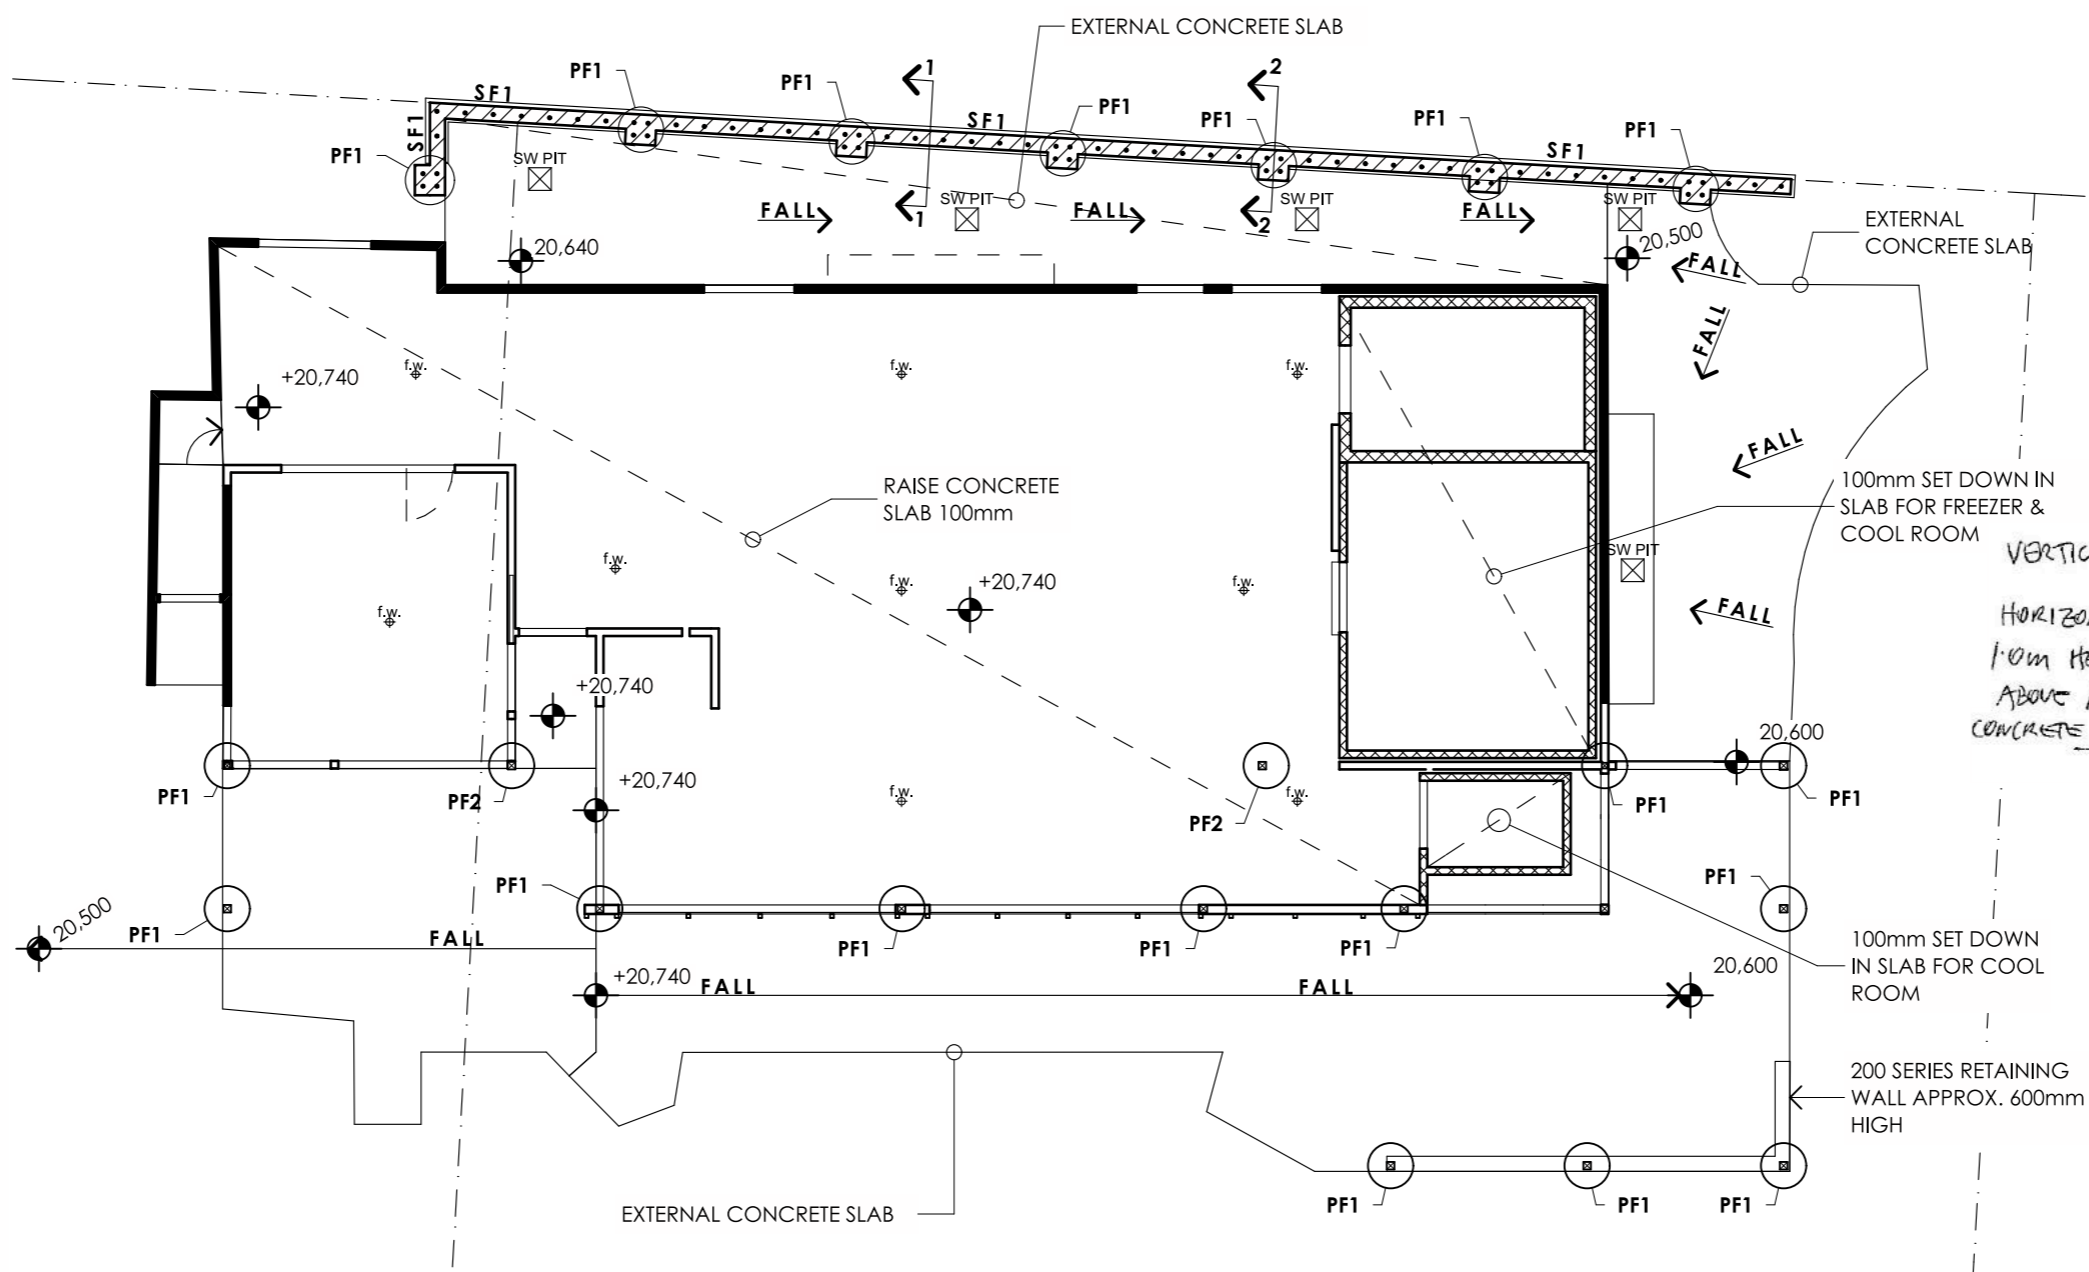 EXTERNAL CONCRETE SLAB
PF1
PF1
1
2
SF1
PF1
SF1
PF1
PF1
PF1
SF1
SF1
PF1
SW PIT
SW PIT
SW PIT
SW PIT
FALL
1
FALL
2
FALL
EXTERNAL
CONCRETE SLAB
20,640
20,500
FALL
FALL
f.w.
f.w.
f.w.
+20,740
FALL
RAISE CONCRETE
SLAB 100mm
100mm SET DOWN IN
SLAB FOR FREEZER &
COOL ROOM
SW PIT
f.w.
f.w.
f.w.
+20,740
f.w.
FALL
1.0m
ABOVE
CONCRETE
+20,740
20,600
+20,740
PF1
PF2
f.w.
PF2
f.w.
PF1
PF1
PF1
PF1
20,500
PF1
FALL
PF1
PF1
PF1
100mm SET DOWN
IN SLAB FOR COOL
ROOM
+20,740
FALL
FALL
20,600
200 SERIES RETAINING
WALL APPROX. 600mm
HIGH
EXTERNAL CONCRETE SLAB
PF1
PF1
PF1